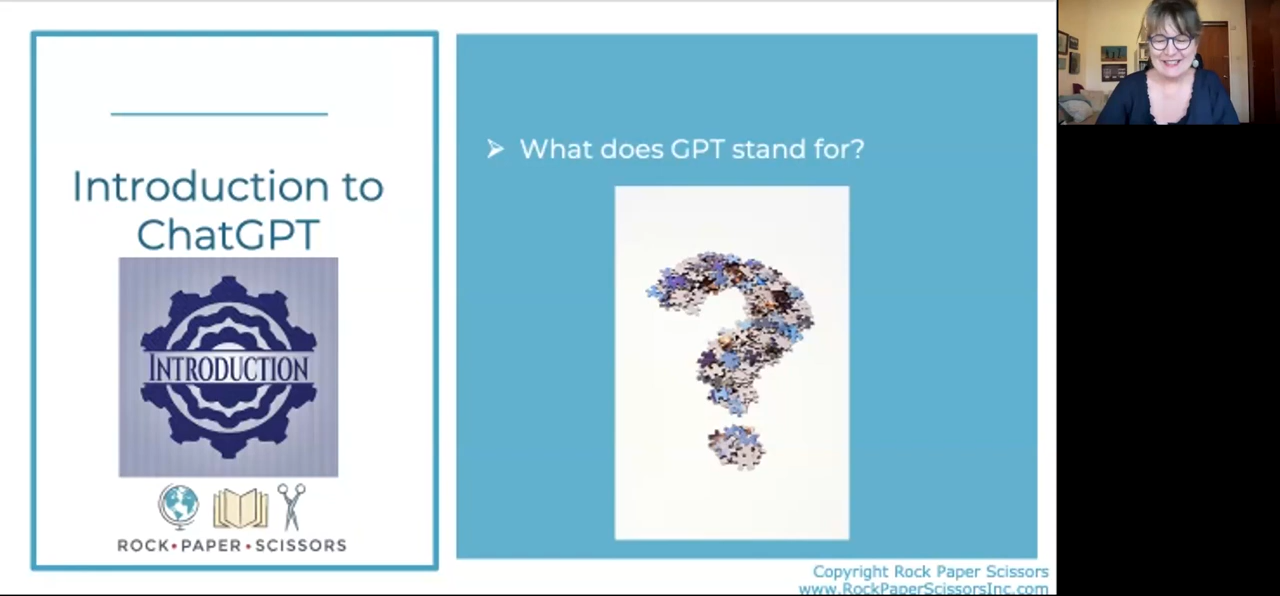 Introduction to
ChatGPT
INTRODUCTION
ROCK•PAPER•SCISSORS
➢ What does GPT stand for?
Copyright Rock Paper Scissors
www.RockPaperScissorsInc.com